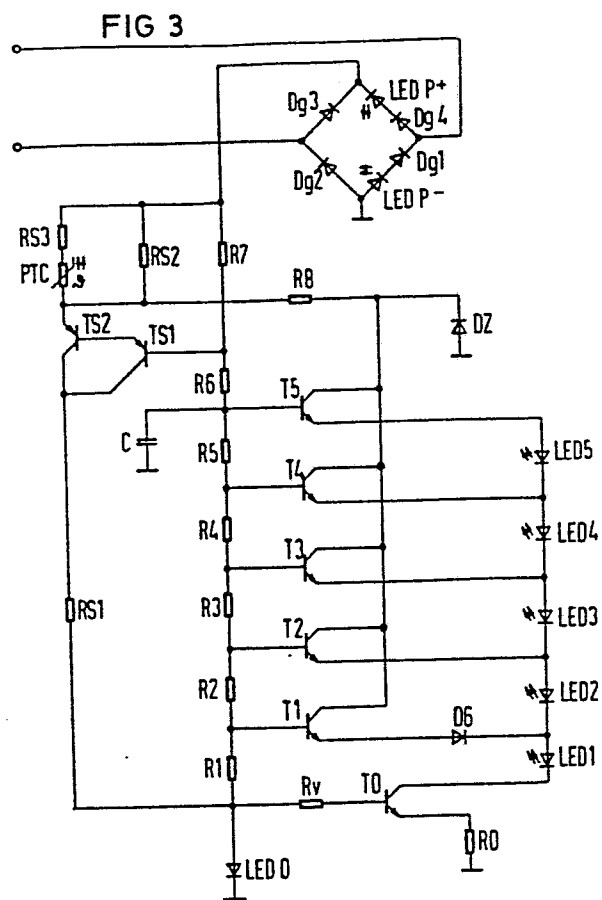 FIG 3
LED P+
Dg3
Dg4
Dg2
Dg1
LED P-
RS3
RS2
R7
PTC
ϑ
R8
TS2
TS1
DZ
R6
T5
C
R5
LED5
T4
R4
LED4
T3
R3
LED3
RS1
T2
R2
LED2
T1
D6
R1
LED1
Rv
T0
R0
LED 0